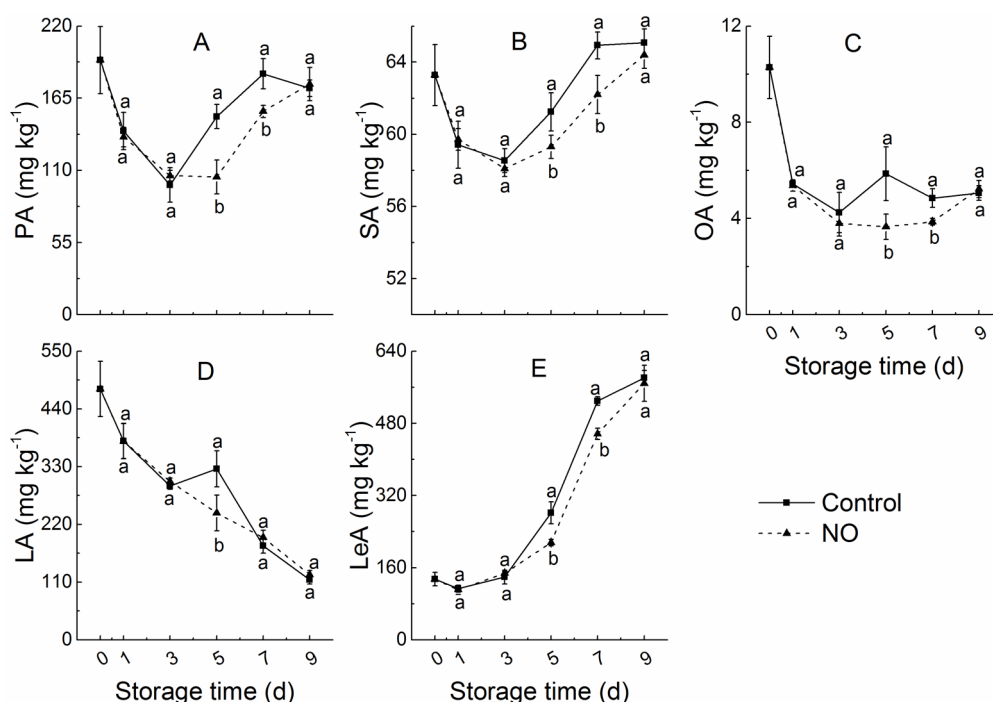 A
PA (mg kg⁻¹)
220
165
110
55
0
a
a
a
a
a
b
a
b
a
a
B
SA (mg kg⁻¹)
64
60
56
52
a
a
a
a
a
b
a
b
a
a
C
OA (mg kg⁻¹)
12
8
4
0
a
a
a
a
a
b
a
b
a
a
0 1 3 5 7 9
Storage time (d)
D
LA (mg kg⁻¹)
550
440
330
220
110
0
a
a
a
a
a
b
a
a
a
a
0 1 3 5 7 9
Storage time (d)
E
LeA (mg kg⁻¹)
640
480
320
160
0
a
a
a
a
a
b
a
b
a
a
0 1 3 5 7 9
Storage time (d)
Control
NO